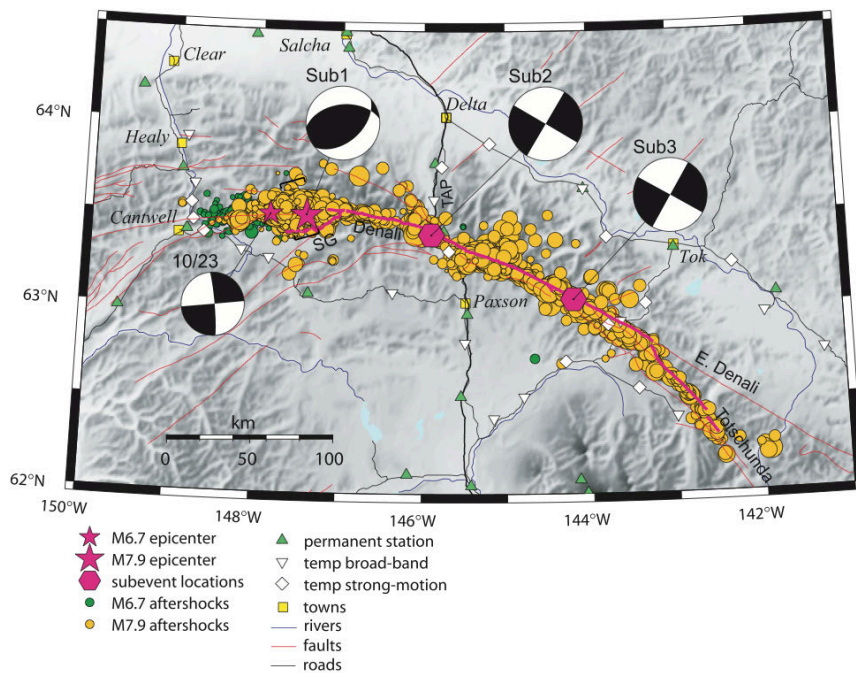 Salcha
Clear
Sub1
Sub2
64°N
Delta
Healy
Sub3
TAP
Cantwell
SG
Denali
10/23
Tok
63°N
Paxson
E. Denali
km
Totschunda
0 50 100
62°N
150°W
148°W
146°W
144°W
142°W
M6.7 epicenter
M7.9 epicenter
subevent locations
M6.7 aftershocks
M7.9 aftershocks
permanent station
temp broad-band
temp strong-motion
towns
rivers
faults
roads